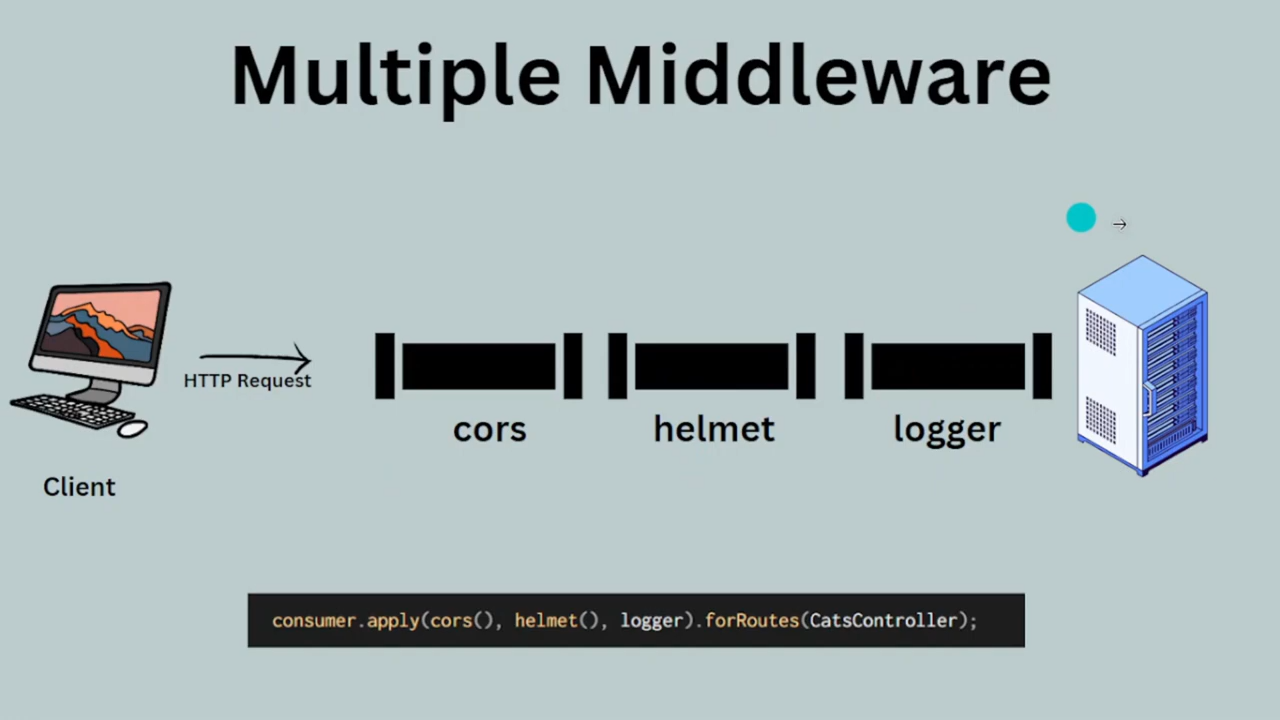 Multiple Middleware
HTTP Request
cors
helmet
logger
Client
consumer.apply(cors(), helmet(), logger).forRoutes(CatsController);